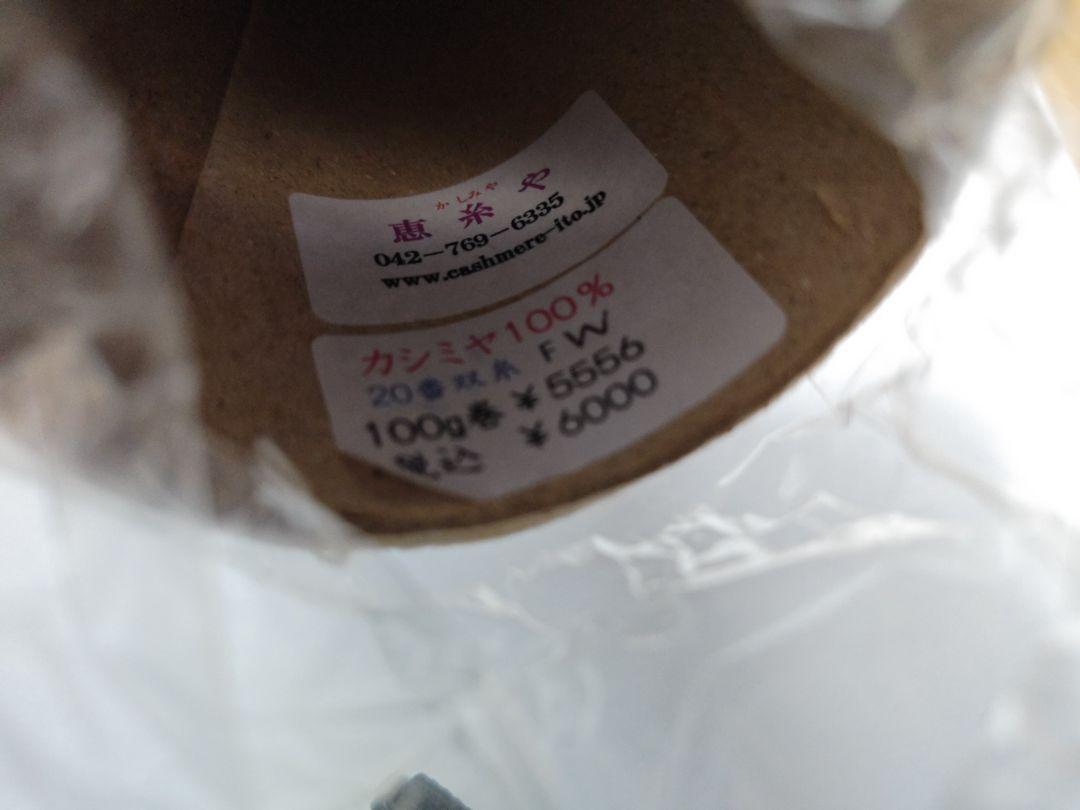 かしみや
恵糸や
042-769-6335
www.cashmere-ito.jp
カシミヤ100%
20番双糸 FW
100g巻 ¥5556
税込 ¥6000